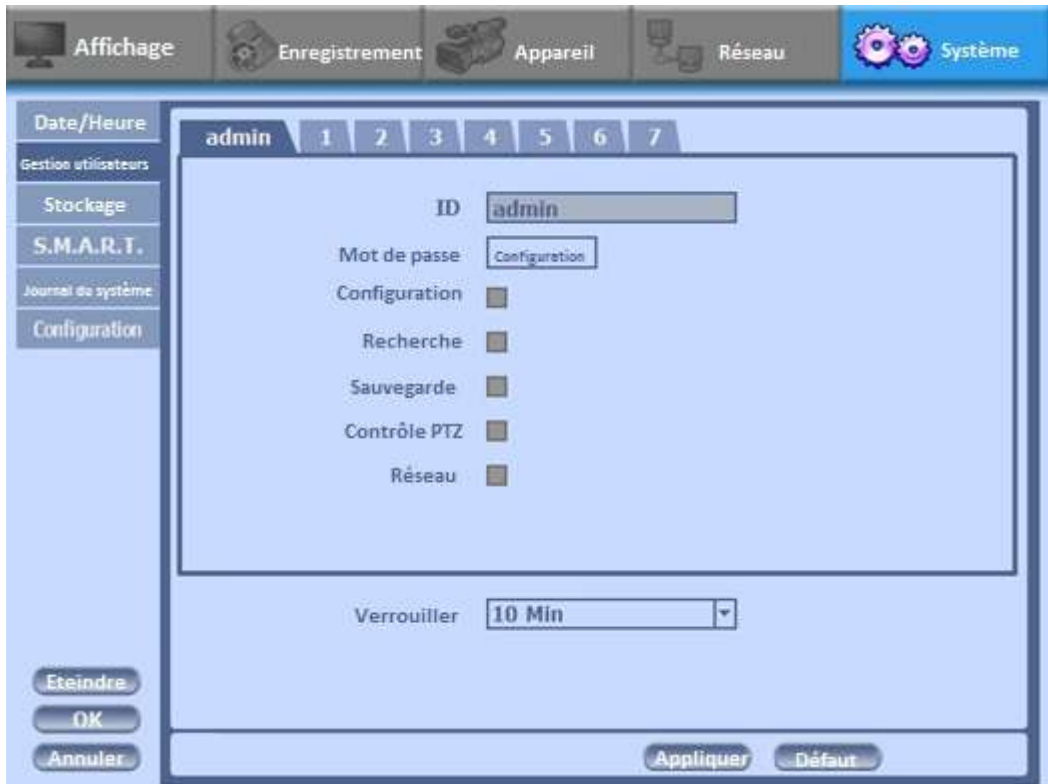 Affichage
Enregistrement
Appareil
Réseau
Système
Date/Heure
Gestion utilisateurs
Stockage
S.M.A.R.T.
Journal du système
Configuration
admin 1 2 3 4 5 6 7
ID admin
Mot de passe Configuration
Configuration
Recherche
Sauvegarde
Contrôle PTZ
Réseau
Verrouiller 10 Min
Eteindre
OK
Annuler
Appliquer
Défaut